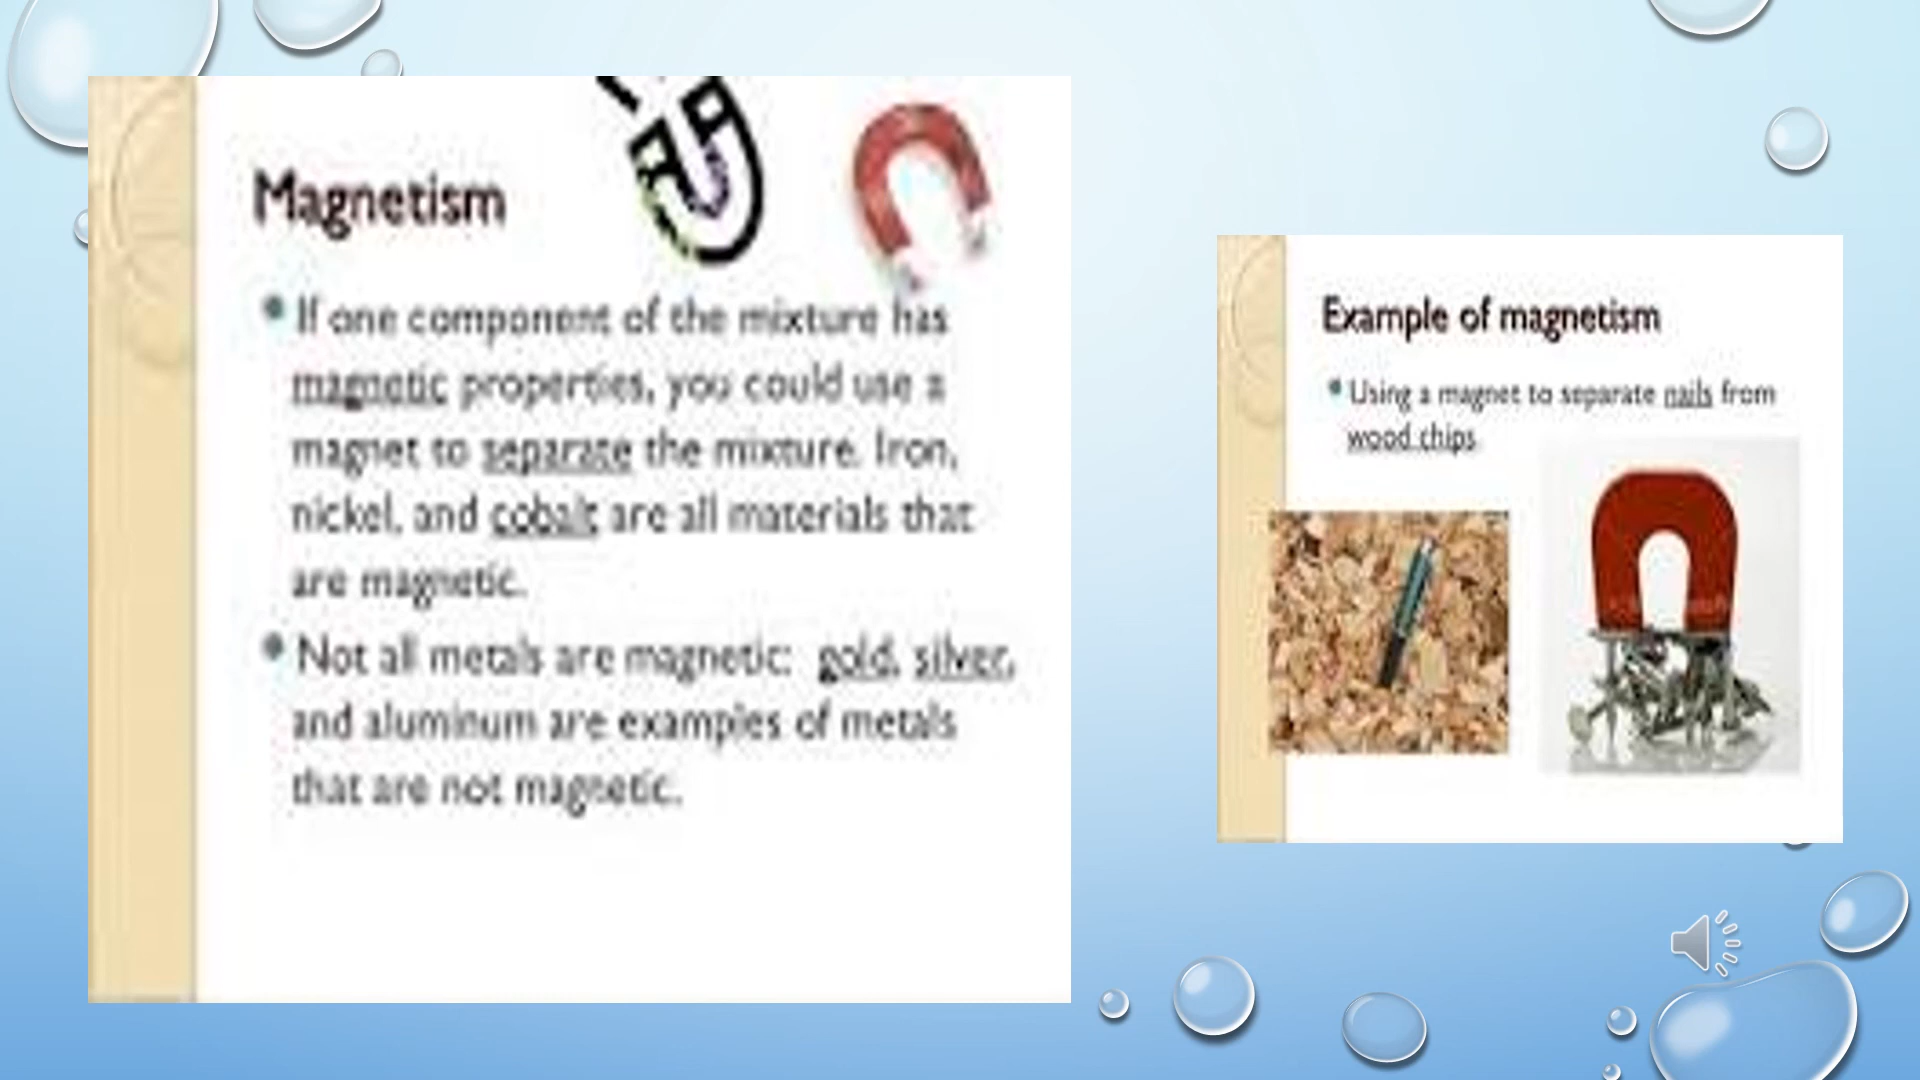 Magnetism
If one component of the mixture has
magnetic properties, you could use a
magnet to separate the mixture. Iron,
nickel, and cobalt are all materials that
are magnetic.
Not all metals are magnetic: gold, silver,
and aluminum are examples of metals
that are not magnetic.
Example of magnetism
Using a magnet to separate nails from
wood chips